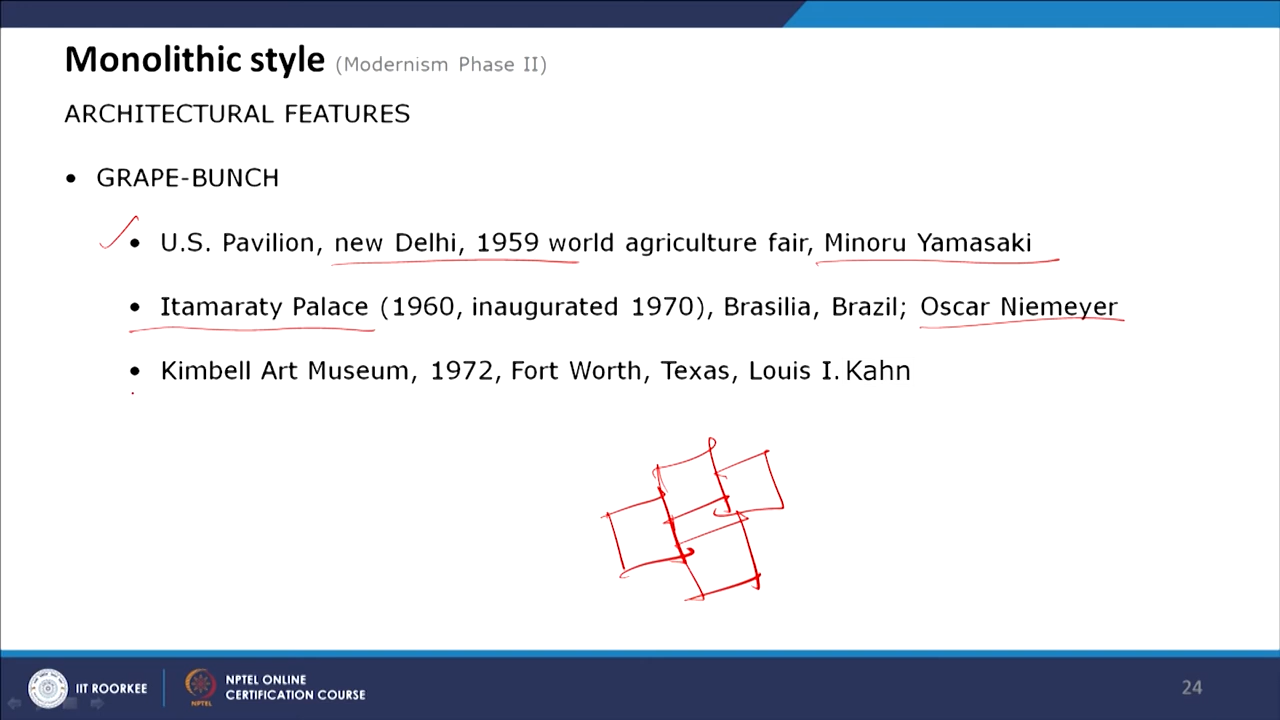 Monolithic style (Modernism Phase II)
ARCHITECTURAL FEATURES
• GRAPE-BUNCH
• U.S. Pavilion, new Delhi, 1959 world agriculture fair, Minoru Yamasaki
• Itamaraty Palace (1960, inaugurated 1970), Brasilia, Brazil; Oscar Niemeyer
• Kimbell Art Museum, 1972, Fort Worth, Texas, Louis I. Kahn
IIT ROORKEE
NPTEL ONLINE
CERTIFICATION COURSE
NPTEL
24